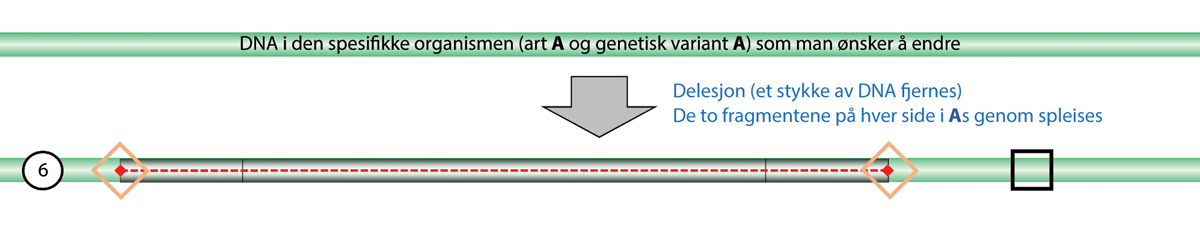 DNA i den spesifikke organismen (art A og genetisk variant A) som man ønsker å endre
Delesjon (et stykke av DNA fjernes)
De to fragmentene på hver side i As genom spleises
6